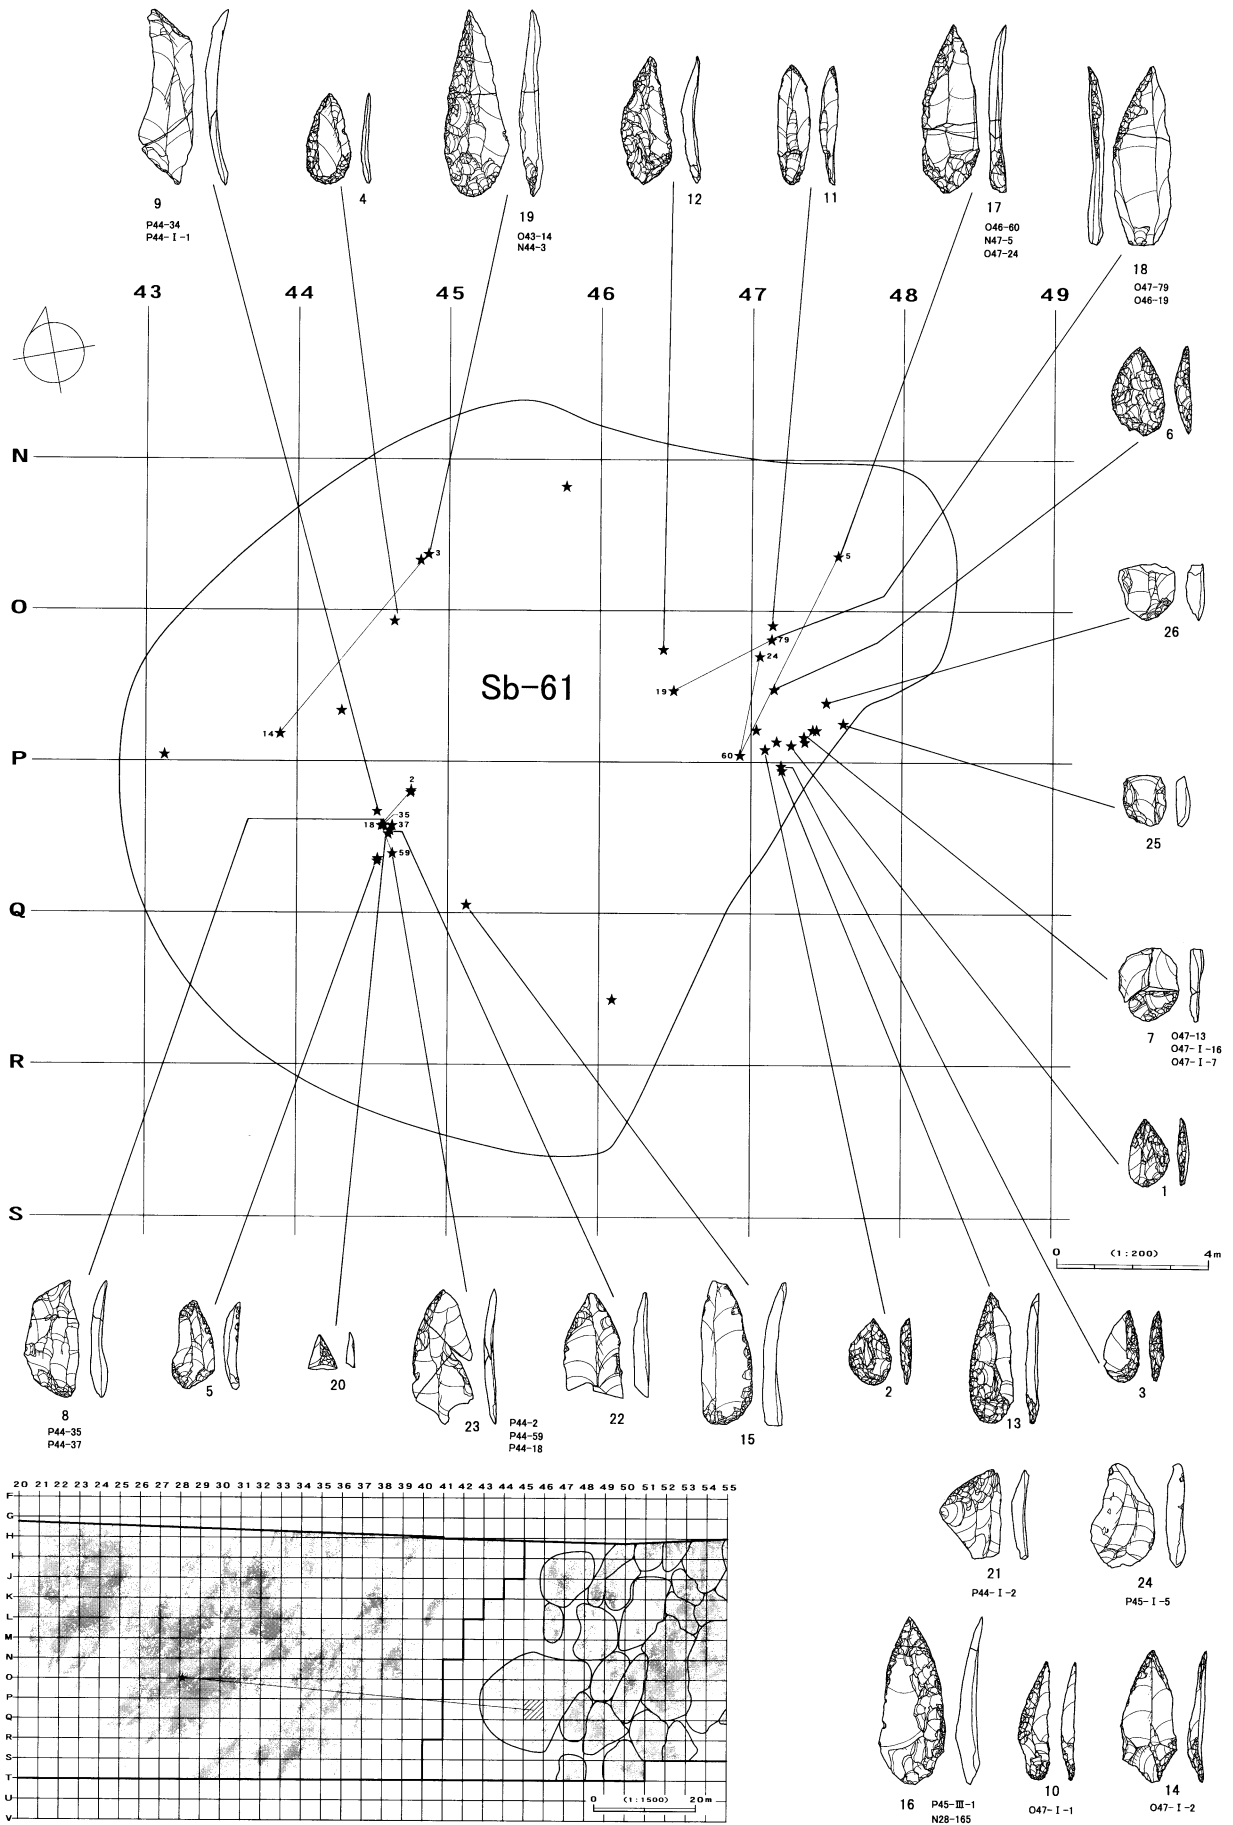 9
P44-34
P44-Ⅰ-1
4
19
O43-14
N44-3
12
11
17
O46-60
N47-5
O47-24
18
O47-79
O46-19
43 44 45 46 47 48 49
6
N
3
5
O
26
79
24
19
Sb-61
14
P
60
2
35
18
37
59
25
Q
7
O47-13
O47-Ⅰ-16
O47-Ⅰ-7
R
1
S
0 (1:200) 4m
8
P44-35
P44-37
5
20
23
P44-2
P44-59
P44-18
22
15
2
13
3
20 21 22 23 24 25 26 27 28 29 30 31 32 33 34 35 36 37 38 39 40 41 42 43 44 45 46 47 48 49 50 51 52 53 54 55
F
G
H
I
J
K
L
M
N
O
P
Q
R
S
T
U
V
0 (1:1500) 20m
21
P44-Ⅰ-2
24
P45-Ⅰ-5
16
P45-Ⅲ-1
N28-165
10
O47-Ⅰ-1
14
O47-Ⅰ-2